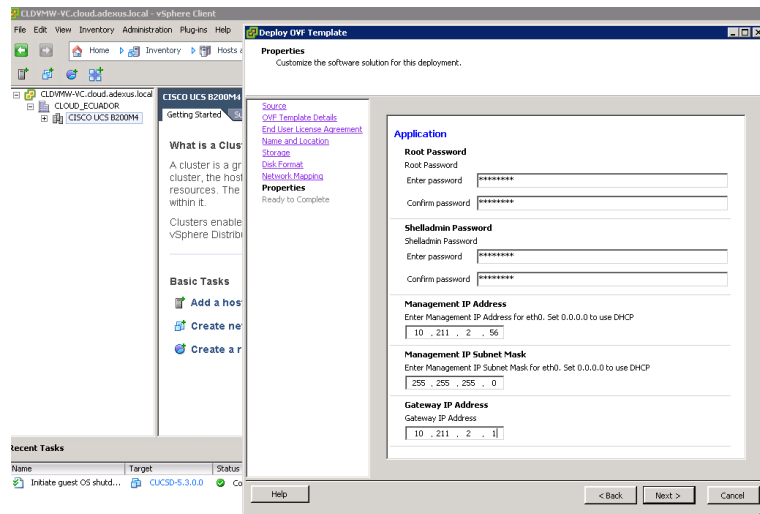 CLDVMW-VC.cloud.adexus.local - vSphere Client
File Edit View Inventory Administration Plug-ins Help
Home Inventory Hosts
CLDVMW-VC.cloud.adexus.local
CLOUD_ECUADOR
CISCO UCS B200M4
CISCO UCS B200M4
Getting Started
What is a Clus
A cluster is a gr
cluster, the host
resources. The
within it.
Clusters enable
vSphere Distrib
Basic Tasks
Add a hos
Create ne
Create a r
Recent Tasks
Name Target Status
Initiate guest OS shutd... CUCSD-5.3.0.0 Co
Deploy OVF Template
Properties
Customize the software solution for this deployment.
Source
OVF Template Details
End User License Agreement
Name and Location
Storage
Disk Format
Network Mapping
Properties
Ready to Complete
Application
Root Password
Root Password
Enter password ********
Confirm password ********
Shelladmin Password
Shelladmin Password
Enter password ********
Confirm password ********
Management IP Address
Enter Management IP Address for eth0. Set 0.0.0.0 to use DHCP
10 . 211 . 2 . 56
Management IP Subnet Mask
Enter Management IP Subnet Mask for eth0. Set 0.0.0.0 to use DHCP
255 . 255 . 255 . 0
Gateway IP Address
Gateway IP Address
10 . 211 . 2 . 1
Help < Back Next > Cancel